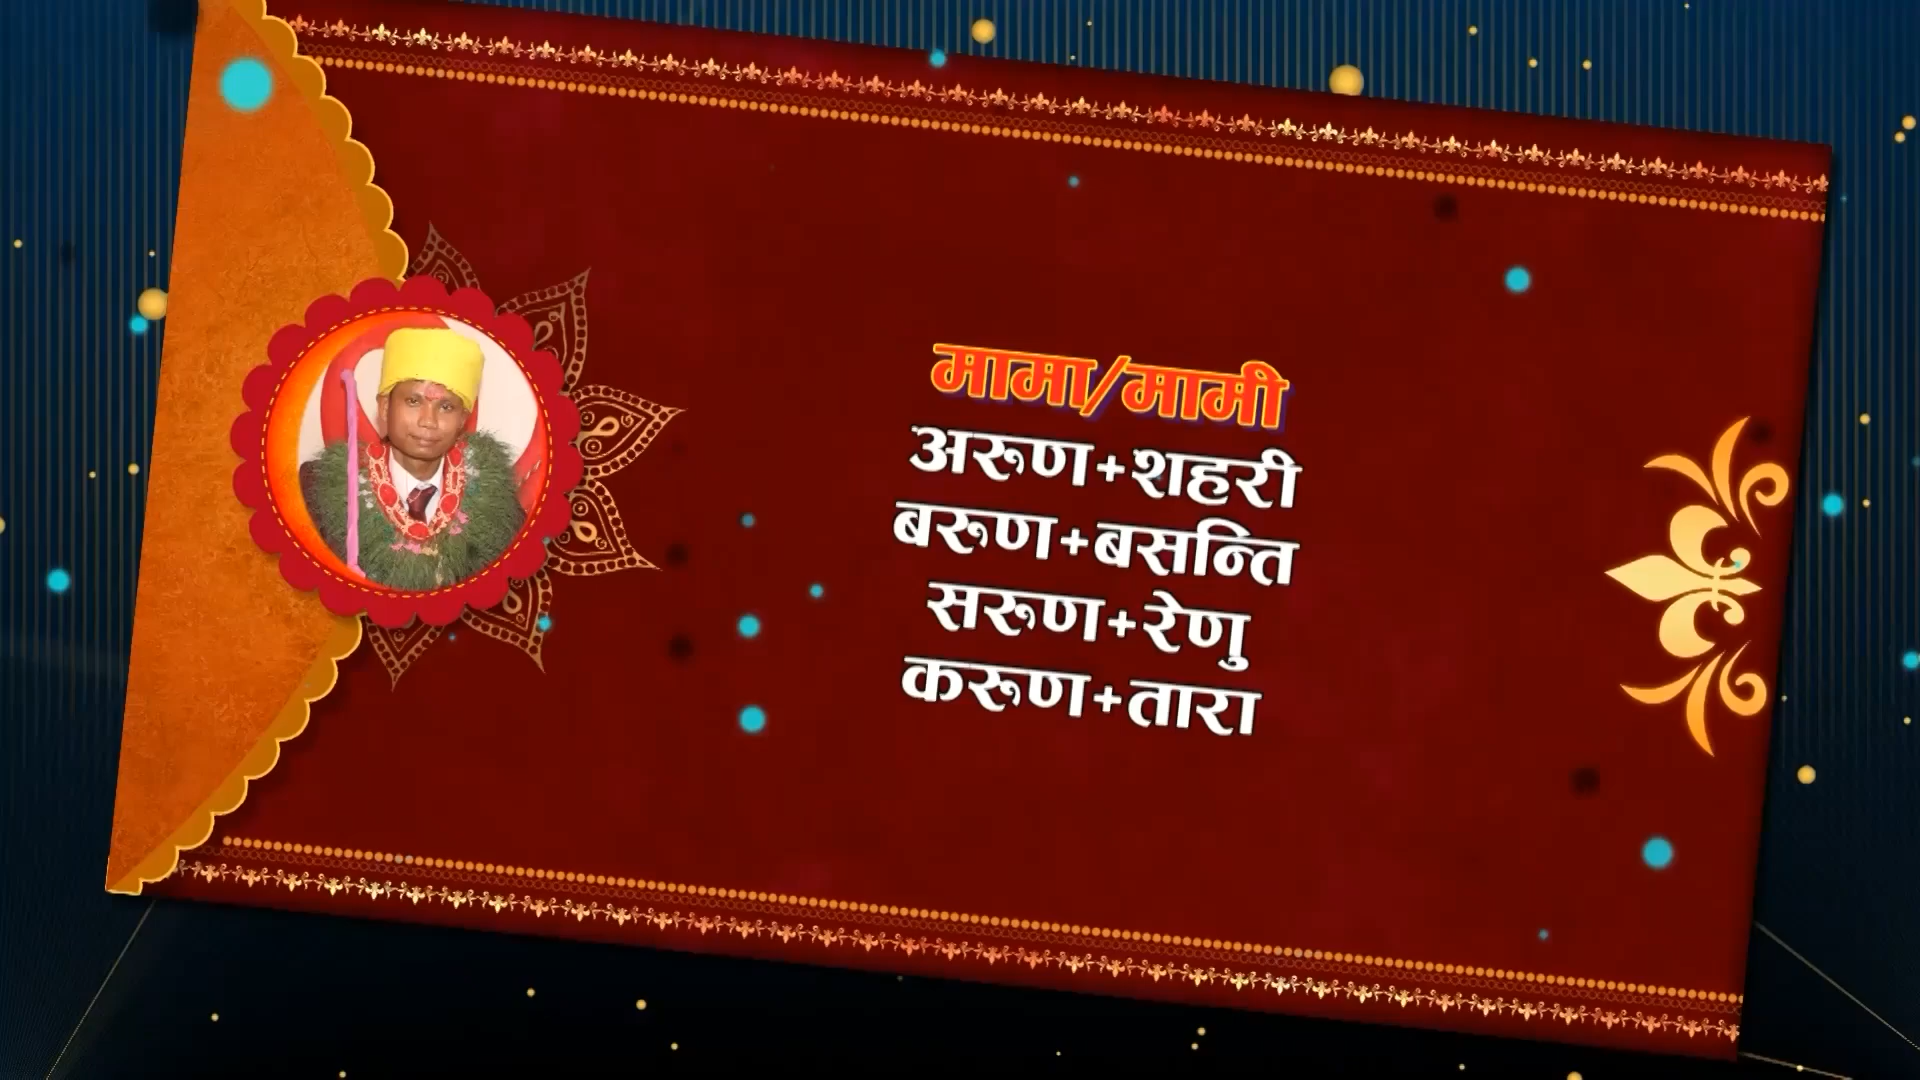 मामा/मामी
अरूण+शहरी
बरूण+बसन्ति
सरूण+रेणु
करूण+तारा